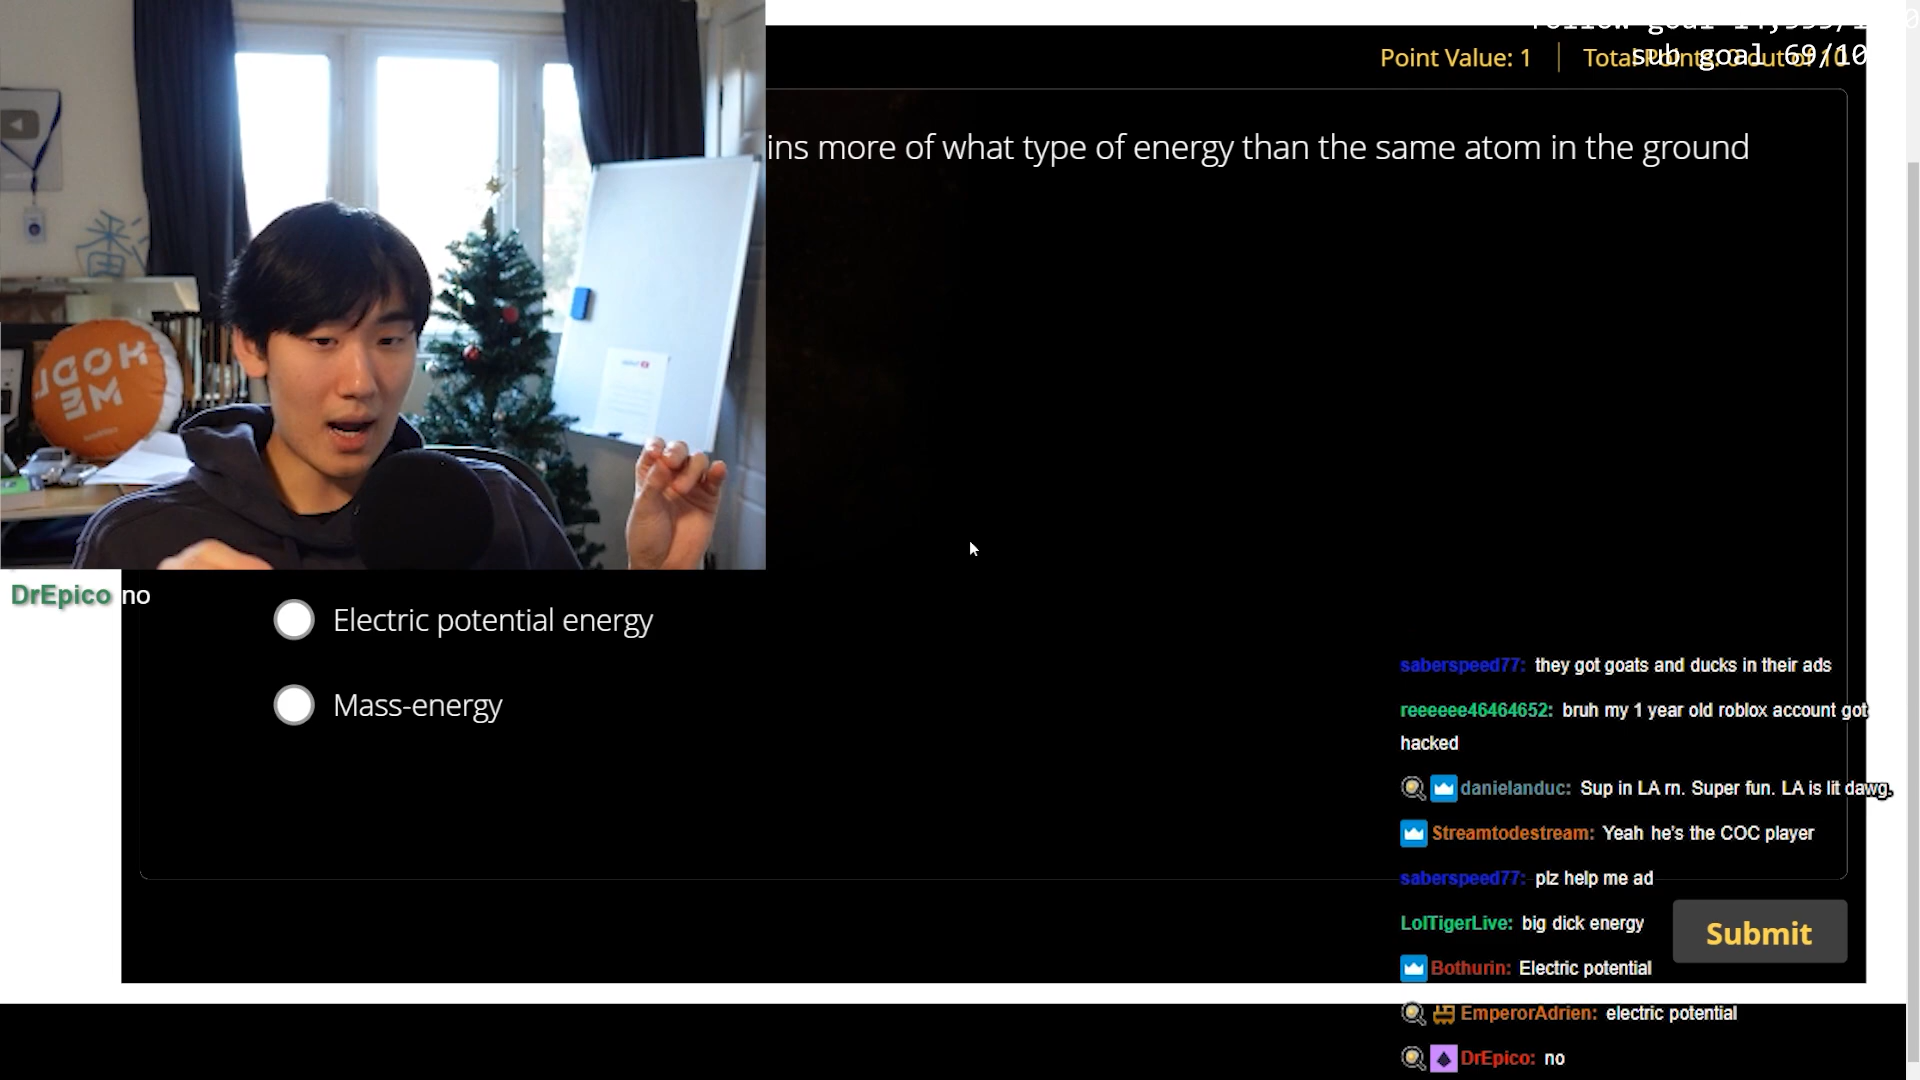 sub goal 69/10
Point Value: 1
ins more of what type of energy than the same atom in the ground
HODL
ME
DrEpico no
Electric potential energy
Mass-energy
saberspeed77: they got goats and ducks in their ads
reeeeee46464652: bruh my 1 year old roblox account got
hacked
danielanduc: Sup in LA rn. Super fun. LA is lit dawg.
Streamtodestream: Yeah he's the COC player
saberspeed77: plz help me ad
LolTigerLive: big dick energy
Submit
Bothurin: Electric potential
EmperorAdrien: electric potential
DrEpico: no